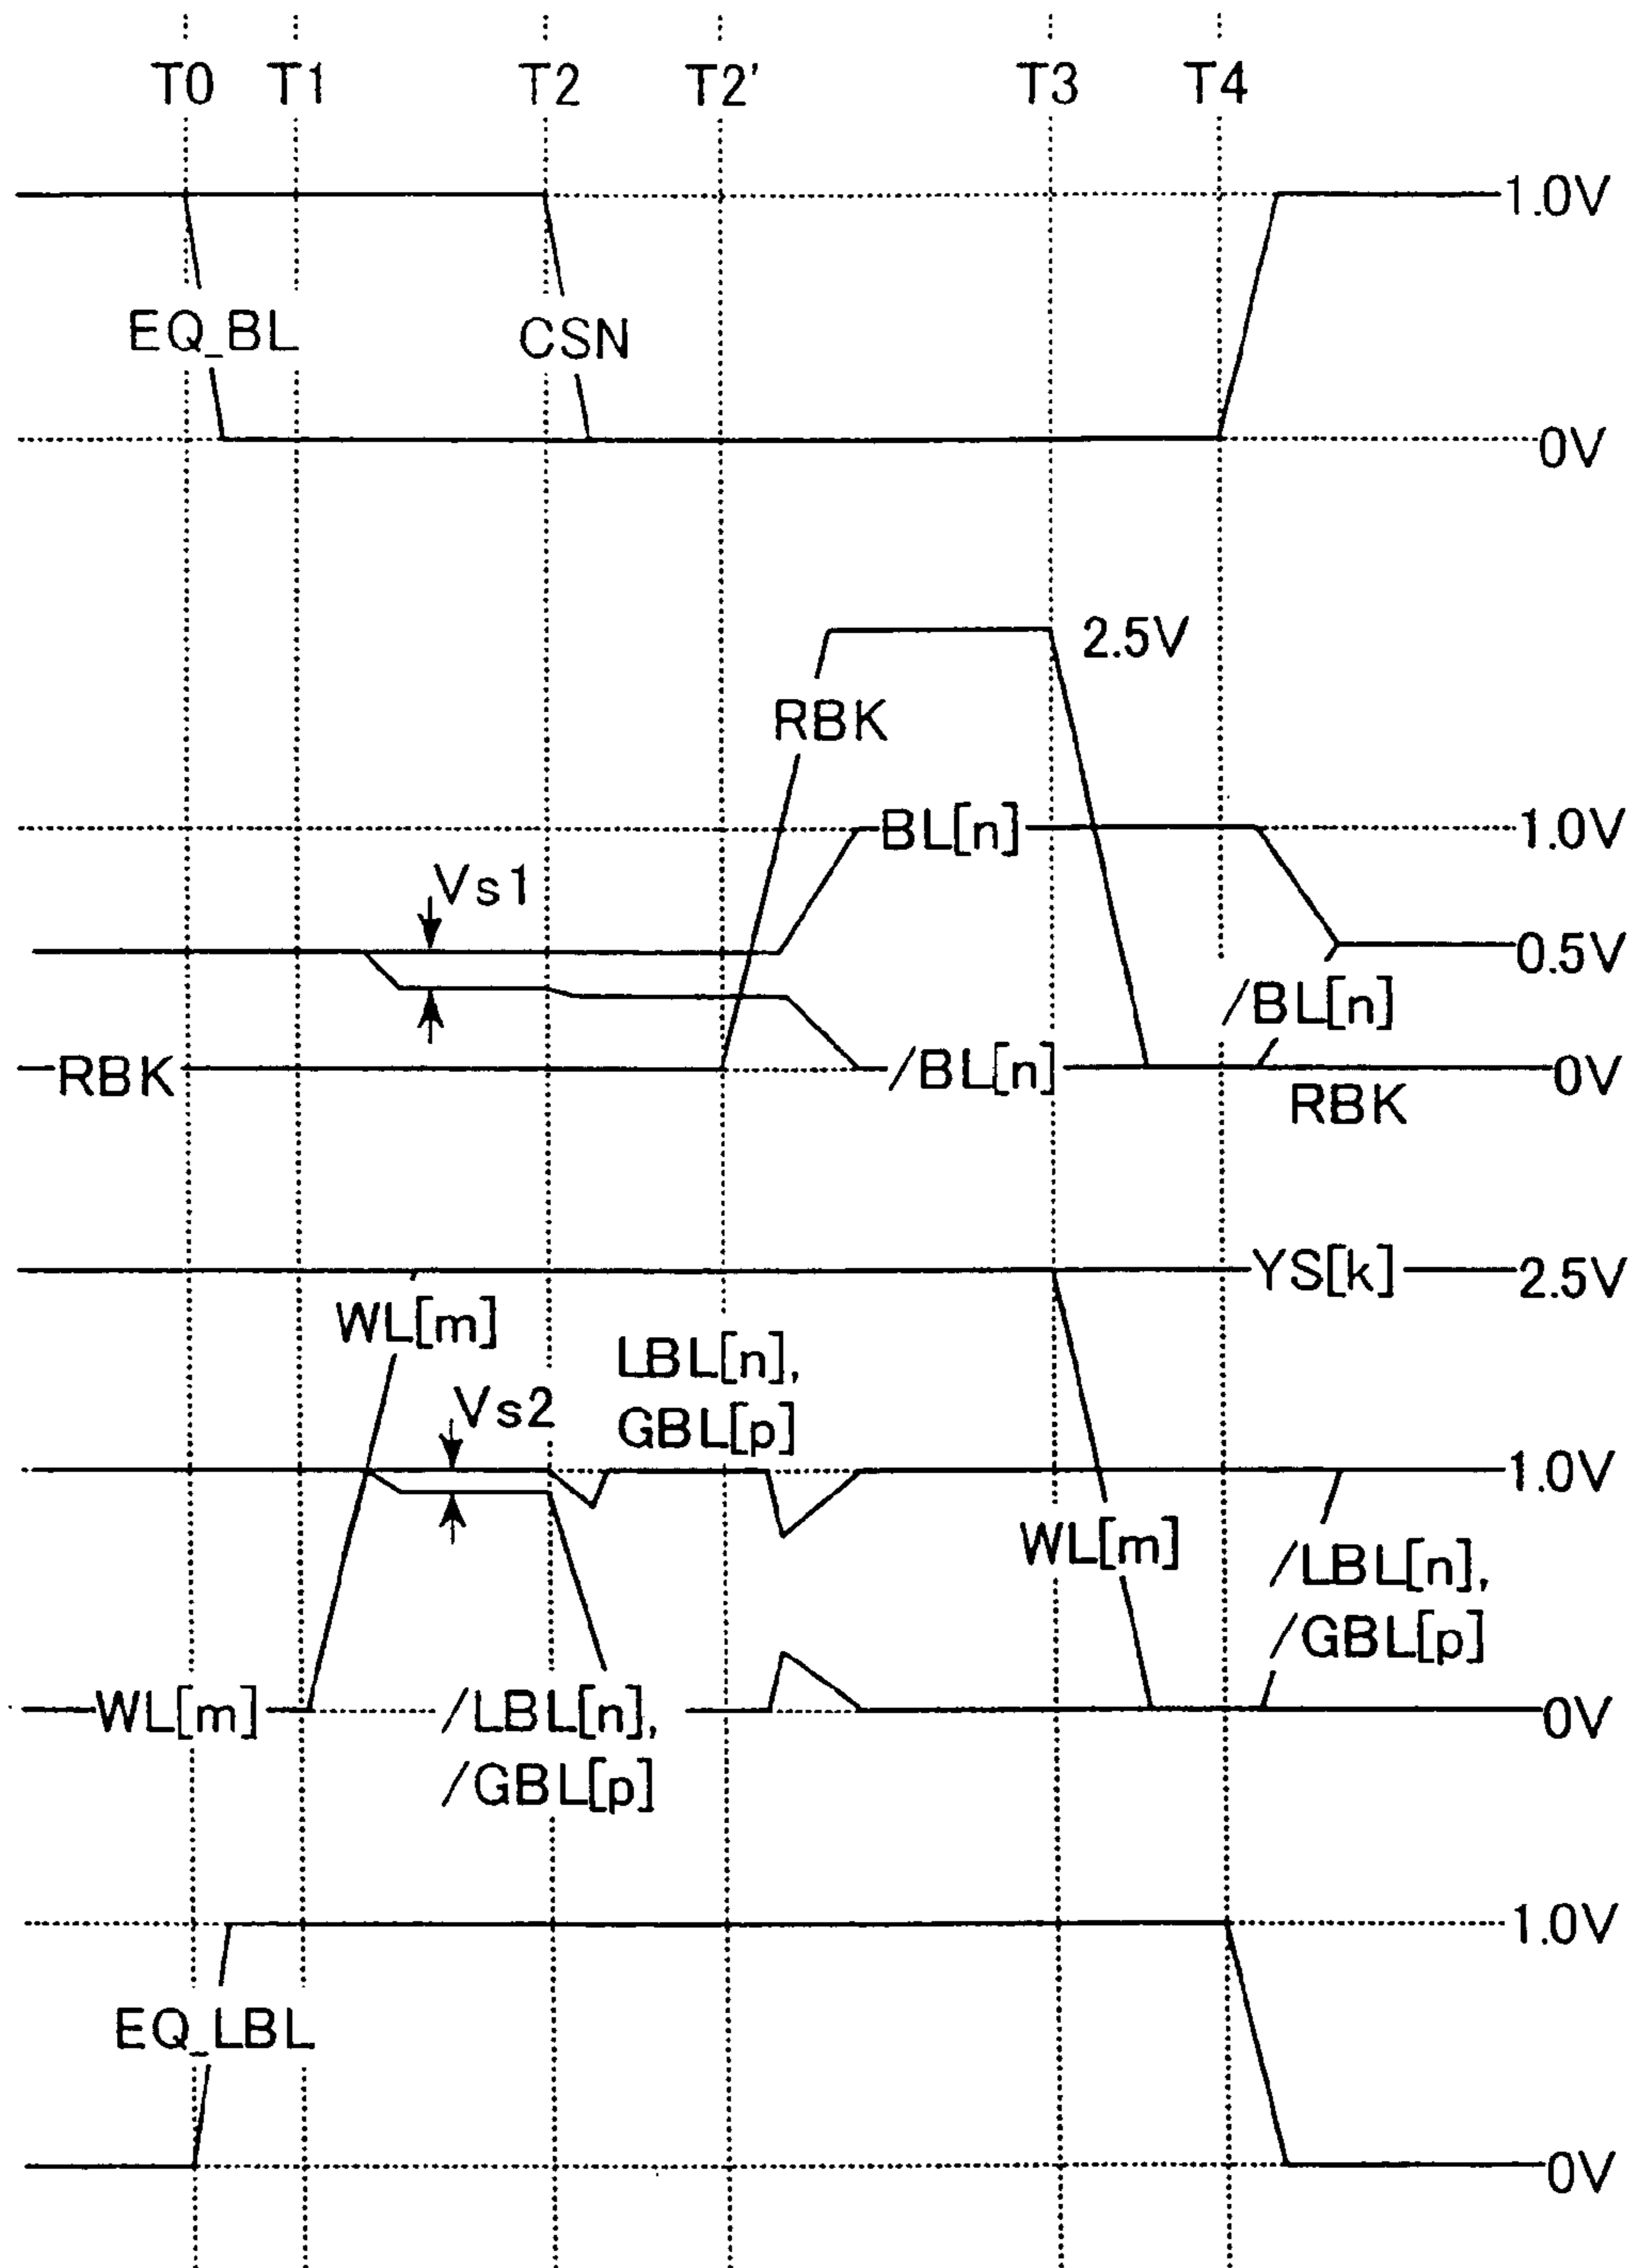 T0 T1 T2 T2' T3 T4
1.0V
EQ_BL CSN
0V
2.5V
RBK
BL[n] 1.0V
Vs1
0.5V
/BL[n]
RBK /BL[n] 0V
RBK
YS[k] 2.5V
WL[m]
LBL[n],
GBL[p]
Vs2
1.0V
WL[m]
/LBL[n],
/GBL[p]
WL[m] /LBL[n], 0V
/GBL[p]
1.0V
EQ_LBL
0V